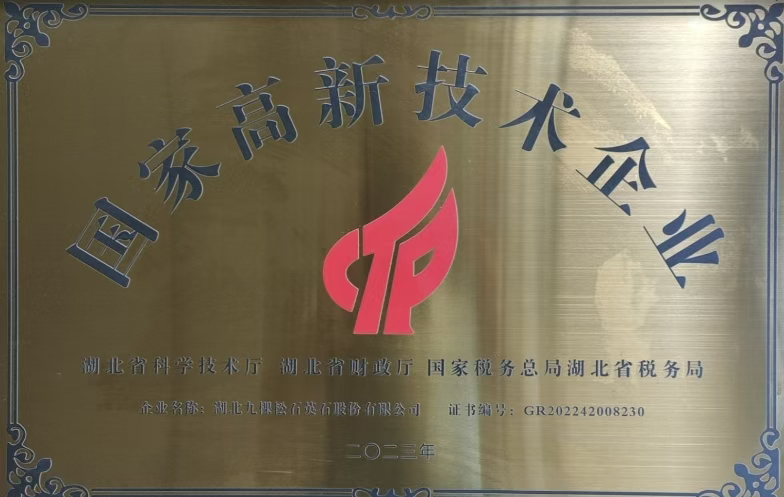 国家高新技术企业
湖北省科学技术厅 湖北省财政厅 国家税务总局湖北省税务局
企业名称：湖北九棵松石英石股份有限公司 证书编号：GR202242008230
二〇二三年